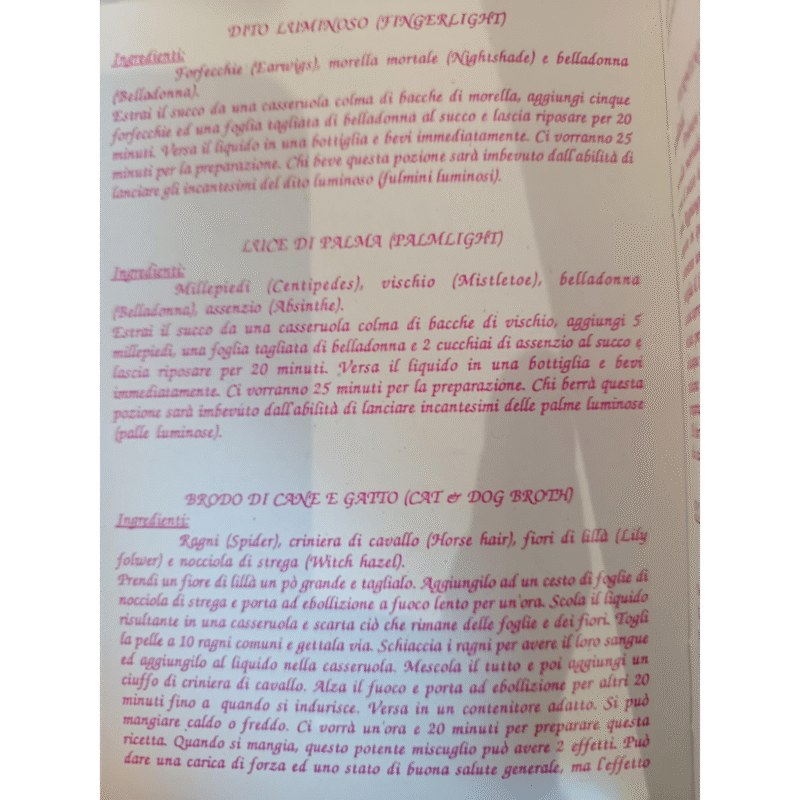 DITO LUMINOSO (FINGERLIGHT)
Ingredienti:
Forfecchie (Earwigs), morella mortale (Nightshade) e belladonna
(Belladonna).
Estrai il succo da una casseruola colma di bacche di morella, aggiungi cinque
forfecchie ed una foglia tagliata di belladonna al succo e lascia riposare per 20
minuti. Versa il liquido in una bottiglia e bevi immediatamente. Ci vorranno 25
minuti per la preparazione. Chi beve questa pozione sarà imbevuto dall'abilità di
lanciare gli incantesimi del dito luminoso (fulmini luminosi).
LUCE DI PALMA (PALMLIGHT)
Ingredienti:
Millepiedi (Centipedes), vischio (Mistletoe), belladonna
(Belladonna), assenzio (Absinthe).
Estrai il succo da una casseruola colma di bacche di vischio, aggiungi 5
millepiedi, una foglia tagliata di belladonna e 2 cucchiai di assenzio al succo e
lascia riposare per 20 minuti. Versa il liquido in una bottiglia e bevi
immediatamente. Ci vorranno 25 minuti per la preparazione. Chi berrà questa
pozione sarà imbevuto dall'abilità di lanciare incantesimi delle palme luminose
(palle luminose).
BRODO DI CANE E GATTO (CAT & DOG BROTH)
Ingredienti:
Ragni (Spider), criniera di cavallo (Horse hair), fiori di lillà (Lily
folwer) e nocciola di strega (Witch hazel).
Prendi un fiore di lillà un pò grande e taglialo. Aggiungilo ad un cesto di foglie di
nocciola di strega e porta ad ebollizione a fuoco lento per un'ora. Scola il liquido
risultante in una casseruola e scarta ciò che rimane delle foglie e dei fiori. Togli
la pelle a 10 ragni comuni e gettala via. Schiaccia i ragni per avere il loro sangue
ed aggiungilo al liquido nella casseruola. Mescola il tutto e poi aggiungi un
ciuffo di criniera di cavallo. Alza il fuoco e porta ad ebollizione per altri 20
minuti fino a quando si indurisce. Versa in un contenitore adatto. Si può
mangiare caldo o freddo. Ci vorrà un'ora e 20 minuti per preparare questa
ricetta. Quando si mangia, questo potente miscuglio può avere 2 effetti. Può
dare una carica di forza ed uno stato di buona salute generale, ma l'effetto